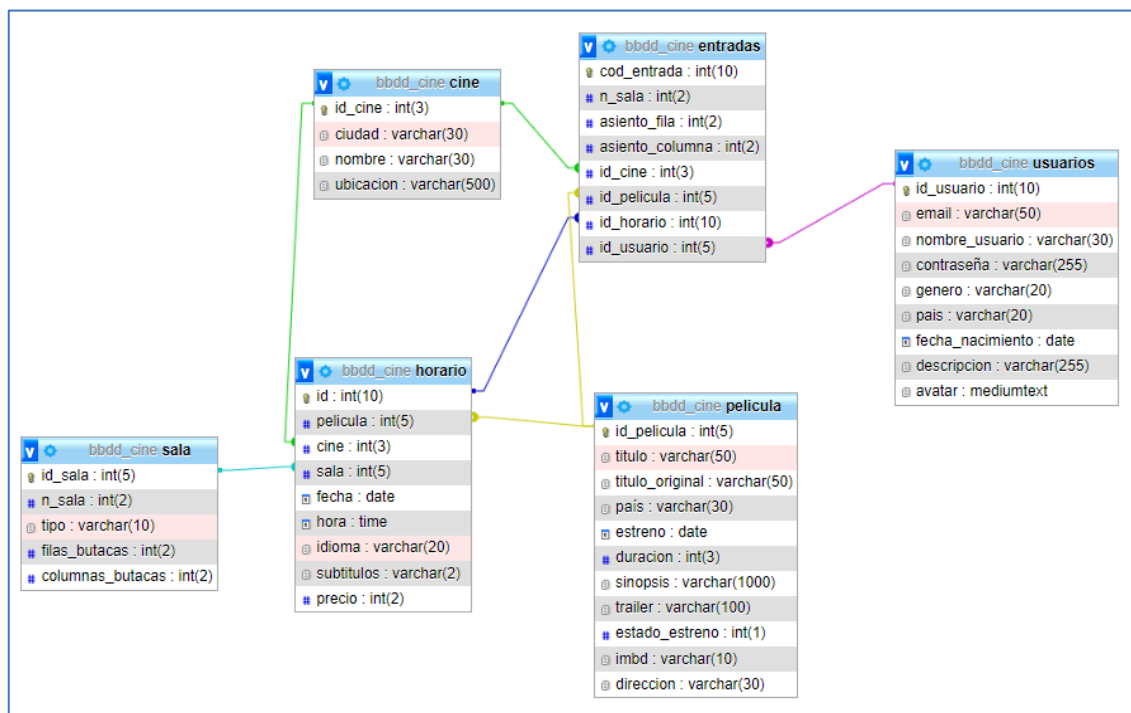 bbdd_cine cine
id_cine : int(3)
ciudad : varchar(30)
nombre : varchar(30)
ubicacion : varchar(500)
bbdd_cine entradas
cod_entrada : int(10)
n_sala : int(2)
asiento_fila : int(2)
asiento_columna : int(2)
id_cine : int(3)
id_pelicula : int(5)
id_horario : int(10)
id_usuario : int(5)
bbdd_cine usuarios
id_usuario : int(10)
email : varchar(50)
nombre_usuario : varchar(30)
contraseña : varchar(255)
genero : varchar(20)
pais : varchar(20)
fecha_nacimiento : date
descripcion : varchar(255)
avatar : mediumtext
bbdd_cine sala
id_sala : int(5)
n_sala : int(2)
tipo : varchar(10)
filas_butacas : int(2)
columnas_butacas : int(2)
bbdd_cine horario
id : int(10)
pelicula : int(5)
cine : int(3)
sala : int(5)
fecha : date
hora : time
idioma : varchar(20)
subtitulos : varchar(2)
precio : int(2)
bbdd_cine pelicula
id_pelicula : int(5)
titulo : varchar(50)
titulo_original : varchar(50)
país : varchar(30)
estreno : date
duracion : int(3)
sinopsis : varchar(1000)
trailer : varchar(100)
estado_estreno : int(1)
imbd : varchar(10)
direccion : varchar(30)